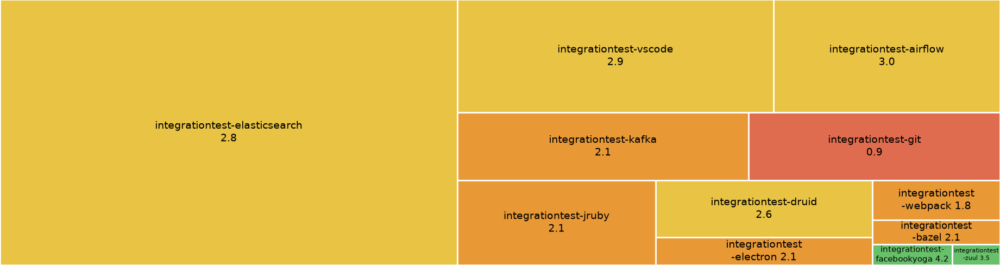 integrationtest-elasticsearch
2.8
integrationtest-vscode
2.9
integrationtest-airflow
3.0
integrationtest-kafka
2.1
integrationtest-git
0.9
integrationtest-jruby
2.1
integrationtest-druid
2.6
integrationtest
-electron 2.1
integrationtest
-webpack 1.8
integrationtest
-bazel 2.1
integrationtest-
facebookyoga 4.2
integrationtest
-zuul 3.5